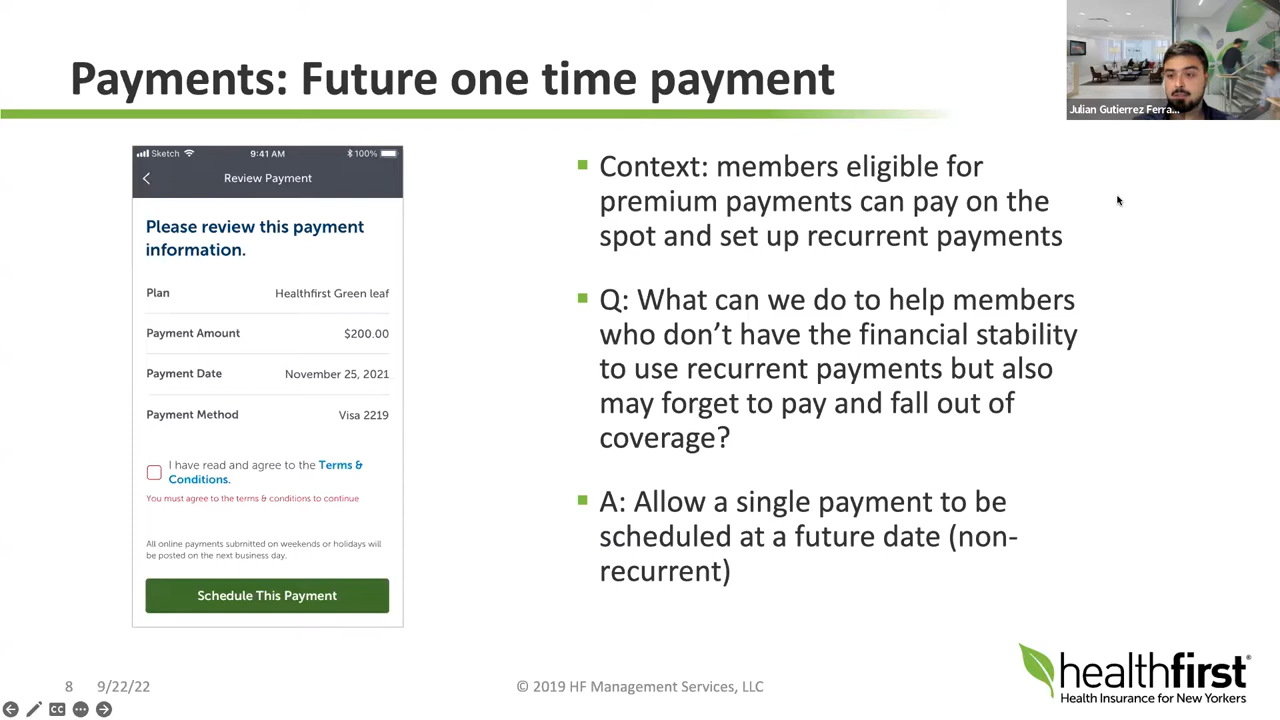 Payments: Future one time payment
Julian Gutierrez Ferra...
Sketch 9:41 AM 100%
Review Payment
Please review this payment
information.
Plan Healthfirst Green leaf
Payment Amount $200.00
Payment Date November 25, 2021
Payment Method Visa 2219
I have read and agree to the Terms &
Conditions.
You must agree to the terms & conditions to continue
All online payments submitted on weekends or holidays will
be posted on the next business day.
Schedule This Payment
Context: members eligible for
premium payments can pay on the
spot and set up recurrent payments
Q: What can we do to help members
who don’t have the financial stability
to use recurrent payments but also
may forget to pay and fall out of
coverage?
A: Allow a single payment to be
scheduled at a future date (non-
recurrent)
8 9/22/22 © 2019 HF Management Services, LLC
healthfirst®
Health Insurance for New Yorkers
CC